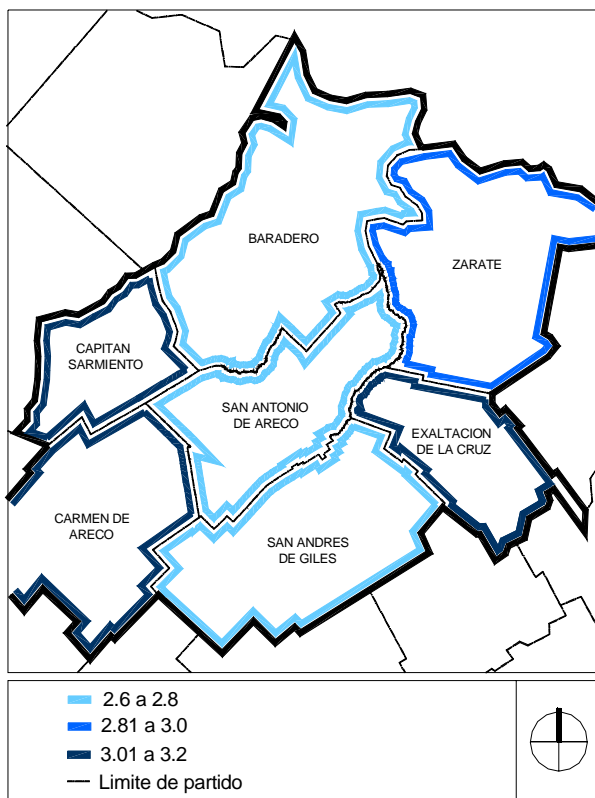 BARADERO
ZARATE
CAPITAN
SARMIENTO
SAN ANTONIO
DE ARECO
EXALTACION
DE LA CRUZ
CARMEN DE
ARECO
SAN ANDRES
DE GILES
2.6 a 2.8
2.81 a 3.0
3.01 a 3.2
Limite de partido